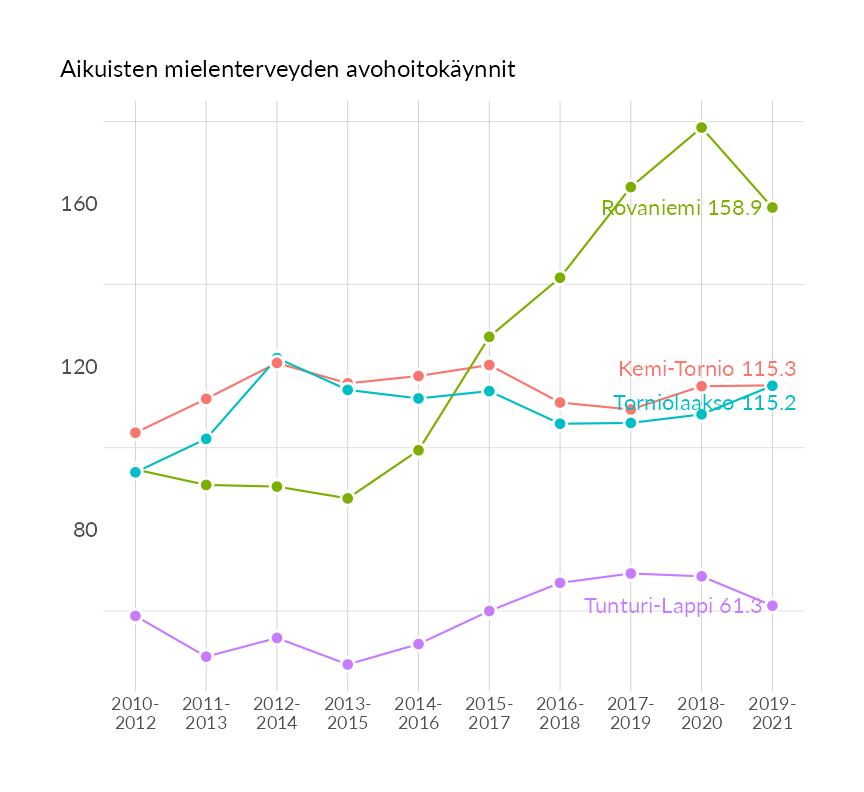 Aikuisten mielenterveyden avohoitokäynnit
160
120
80
Rovaniemi 158.9
Kemi-Tornio 115.3
Torniolaakso 115.2
Tunturi-Lappi 61.3
2010- 2011- 2012- 2013- 2014- 2015- 2016- 2017- 2018- 2019-
2012 2013 2014 2015 2016 2017 2018 2019 2020 2021